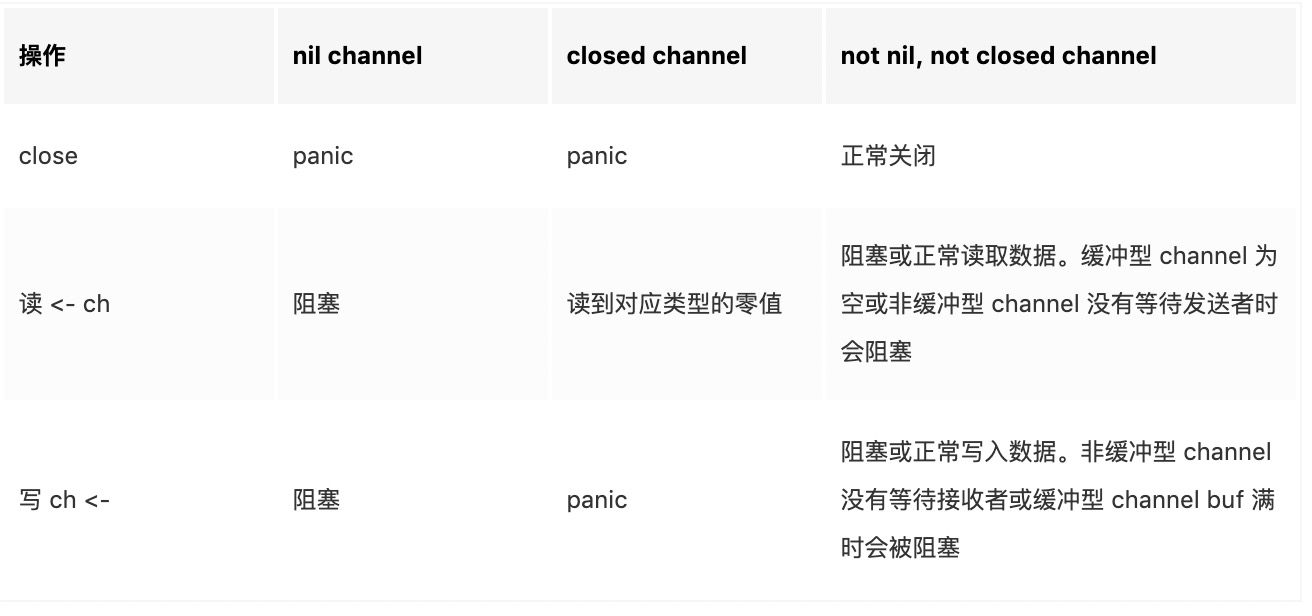 操作 nil channel closed channel not nil, not closed channel
close panic panic 正常关闭
读 <- ch 阻塞 读到对应类型的零值 阻塞或正常读取数据。缓冲型 channel 为
空或非缓冲型 channel 没有等待发送者时
会阻塞
写 ch <- 阻塞 panic 阻塞或正常写入数据。非缓冲型 channel
没有等待接收者或缓冲型 channel buf 满
时会被阻塞